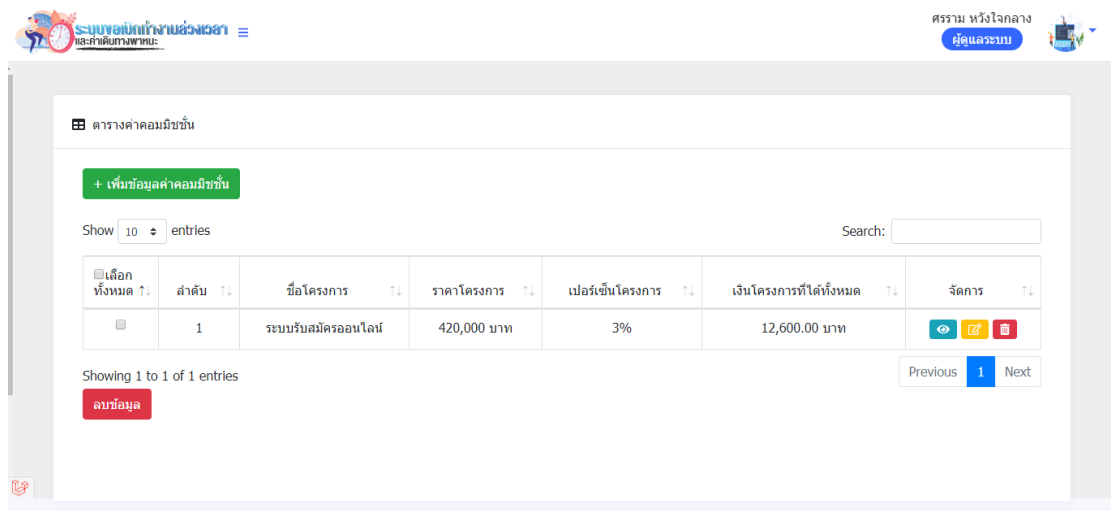 ศรราม หวังใจกลาง
ระบบขอเบิกทำงานล่วงเวลา
และค่าเดินทางพาหนะ
ผู้ดูแลระบบ
ตารางค่าคอมมิชชั่น
+ เพิ่มข้อมูลค่าคอมมิชชั่น
Show 10 entries
Search:
เลือก
ทั้งหมด ลำดับ ชื่อโครงการ ราคาโครงการ เปอร์เซ็นโครงการ เงินโครงการที่ได้ทั้งหมด จัดการ
1 ระบบรับสมัครออนไลน์ 420,000 บาท 3% 12,600.00 บาท
Showing 1 to 1 of 1 entries
Previous 1 Next
ลบข้อมูล